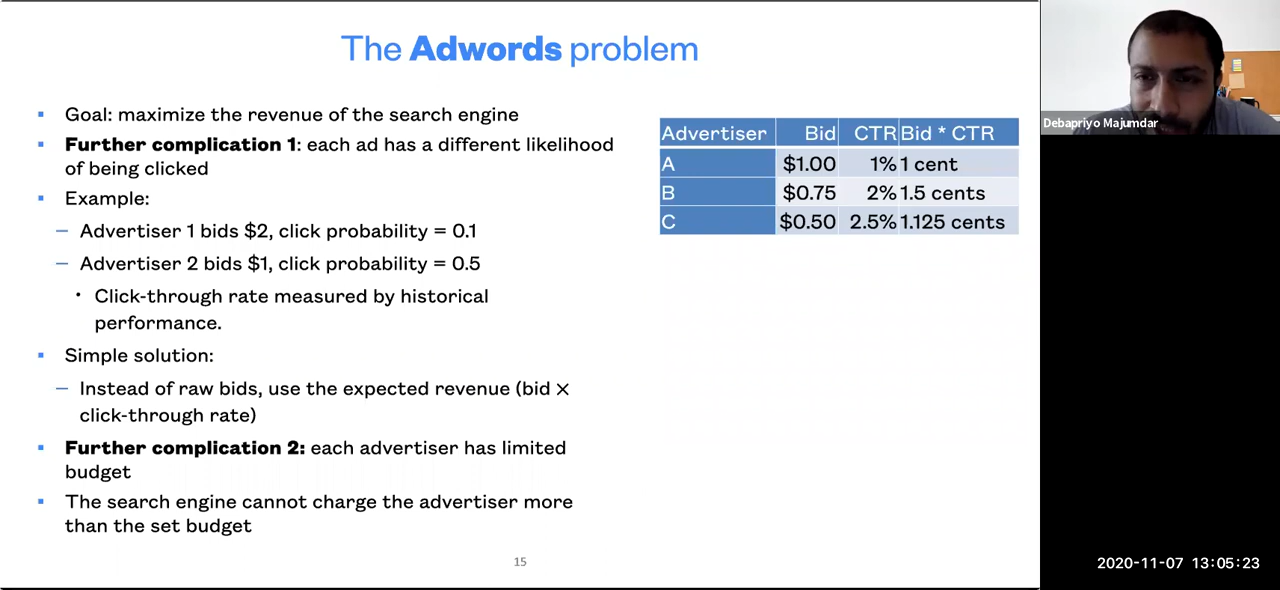 The Adwords problem
Goal: maximize the revenue of the search engine
Further complication 1: each ad has a different likelihood
of being clicked
Example:
– Advertiser 1 bids $2, click probability = 0.1
– Advertiser 2 bids $1, click probability = 0.5
• Click-through rate measured by historical
performance.
Simple solution:
– Instead of raw bids, use the expected revenue (bid ×
click-through rate)
Further complication 2: each advertiser has limited
budget
The search engine cannot charge the advertiser more
than the set budget
Advertiser Bid CTR Bid * CTR
A $1.00 1% 1 cent
B $0.75 2% 1.5 cents
C $0.50 2.5% 1.125 cents
15
Debapriyo Majumdar
2020-11-07 13:05:23